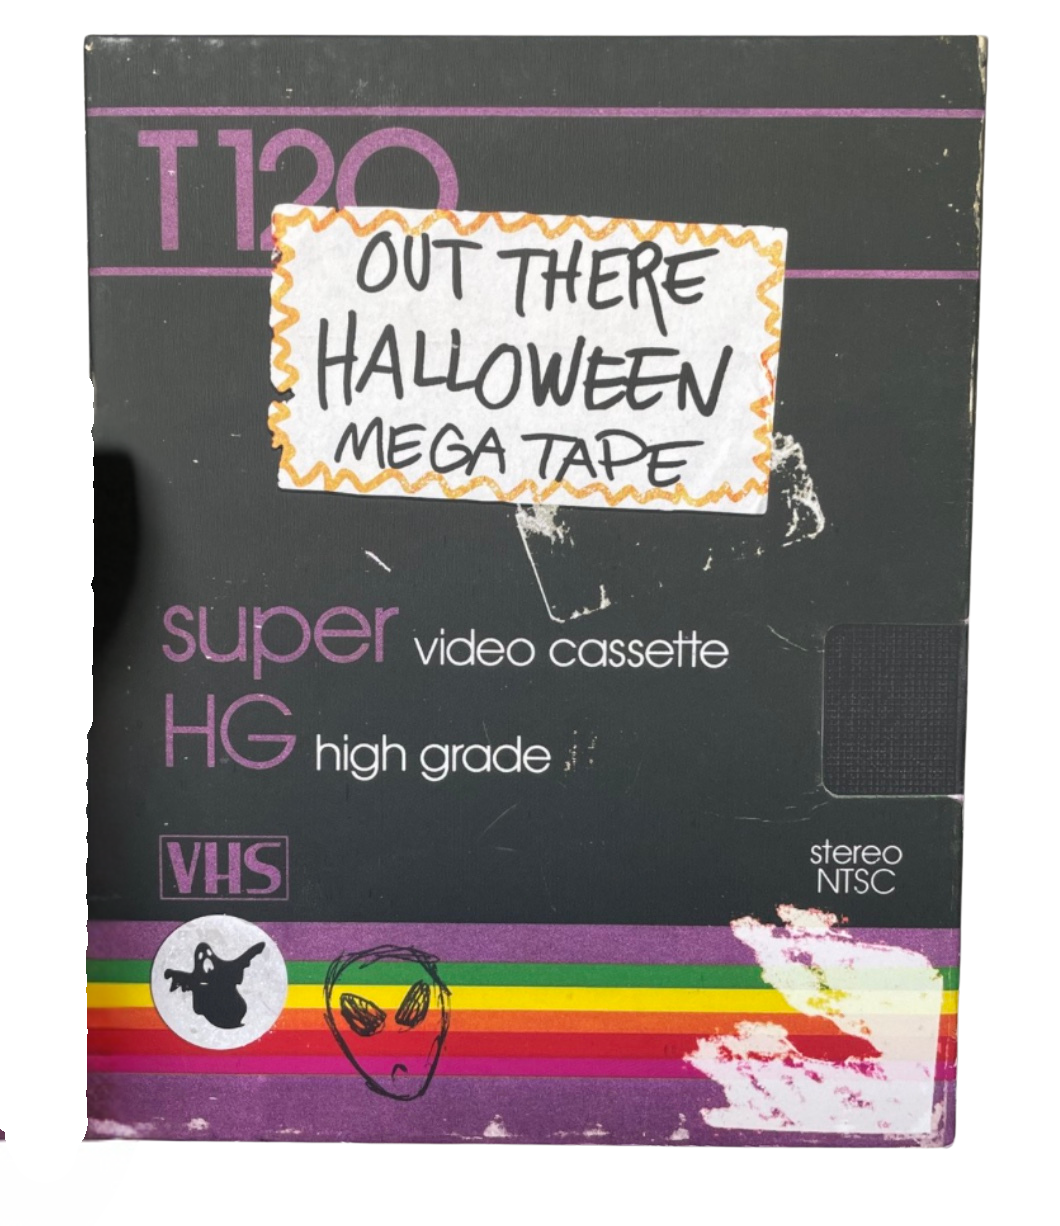 T120
OUT THERE
HALLOWEEN
MEGA TAPE
super video cassette
HG high grade
VHS
stereo
NTSC